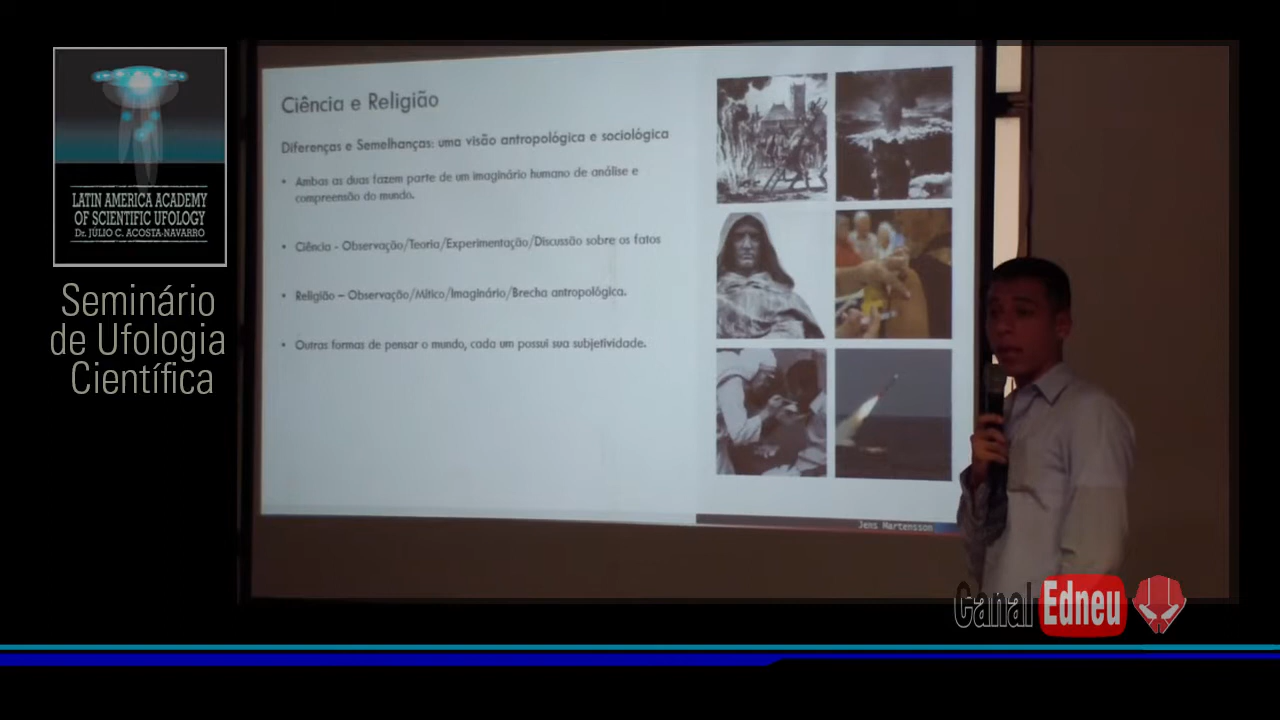 LATIN AMERICA ACADEMY
OF SCIENTIFIC UFOLOGY
Dr. JÚLIO C. ACOSTA-NAVARRO
Seminário
de Ufologia
Científica
Ciência e Religião
Diferenças e Semelhanças: uma visão antropológica e sociológica
• Ambas as duas fazem parte de um imaginário humano de análise e
compreensão do mundo.
• Ciência - Observação/Teoria/Experimentação/Discussão sobre os fatos
• Religião – Observação/Mítico/Imaginário/Brecha antropológica.
• Outras formas de pensar o mundo, cada um possui sua subjetividade.
Jens Martensson
Canal Edneu